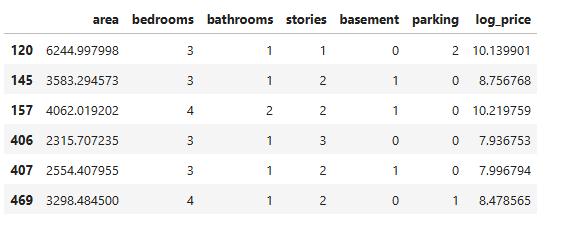 area bedrooms bathrooms stories basement parking log_price
120 6244.997998 3 1 1 0 2 10.139901
145 3583.294573 3 1 2 1 0 8.756768
157 4062.019202 4 2 2 1 0 10.219759
406 2315.707235 3 1 3 0 0 7.936753
407 2554.407955 3 1 2 1 0 7.996794
469 3298.484500 4 1 2 0 1 8.478565